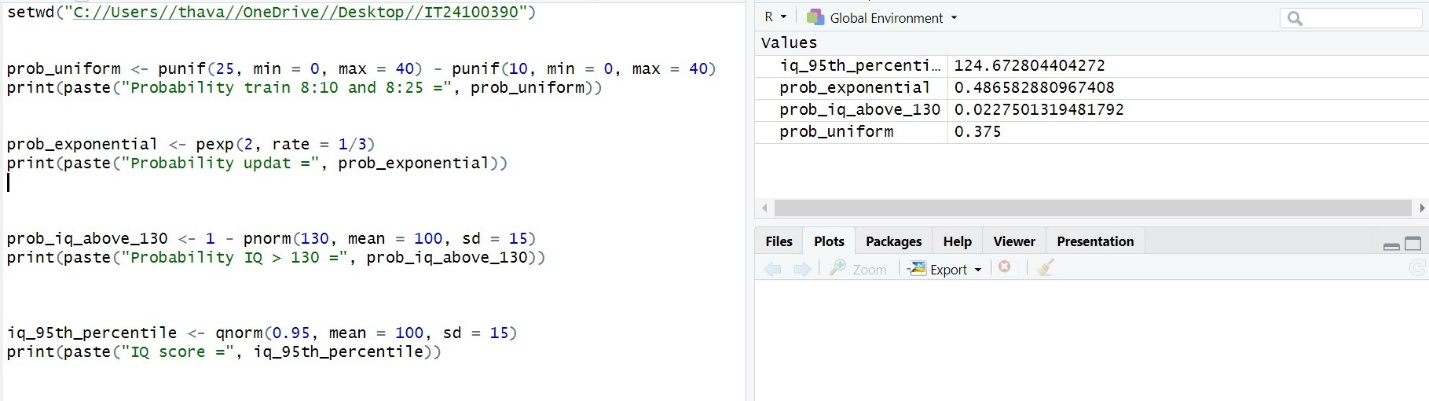 setwd("C://Users//thava//OneDrive//Desktop//IT24100390")
prob_uniform <- punif(25, min = 0, max = 40) - punif(10, min = 0, max = 40)
print(paste("Probability train 8:10 and 8:25 =", prob_uniform))
prob_exponential <- pexp(2, rate = 1/3)
print(paste("Probability updat =", prob_exponential))
prob_iq_above_130 <- 1 - pnorm(130, mean = 100, sd = 15)
print(paste("Probability IQ > 130 =", prob_iq_above_130))
iq_95th_percentile <- qnorm(0.95, mean = 100, sd = 15)
print(paste("IQ score =", iq_95th_percentile))
R Global Environment
Values
iq_95th_percenti… 124.672804404272
prob_exponential 0.486582880967408
prob_iq_above_130 0.0227501319481792
prob_uniform 0.375
Files Plots Packages Help Viewer Presentation
Zoom Export